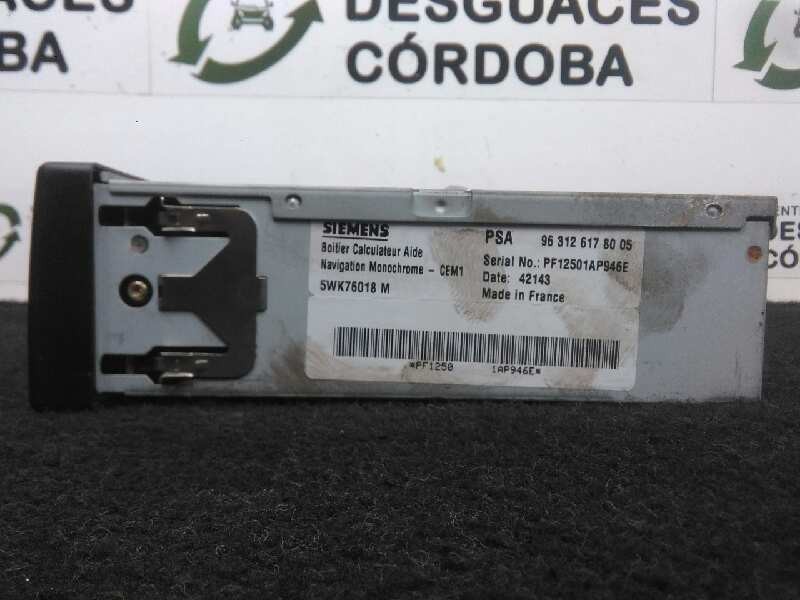 DESGUACES
CÓRDOBA
SIEMENS
Boitier Calculateur Aide
Navigation Monochrome - CEM1
5WK76018 M
PSA 96 312 617 80 05
Serial No.: PF12501AP946E
Date: 42143
Made in France
*PF1250 1AP946E*